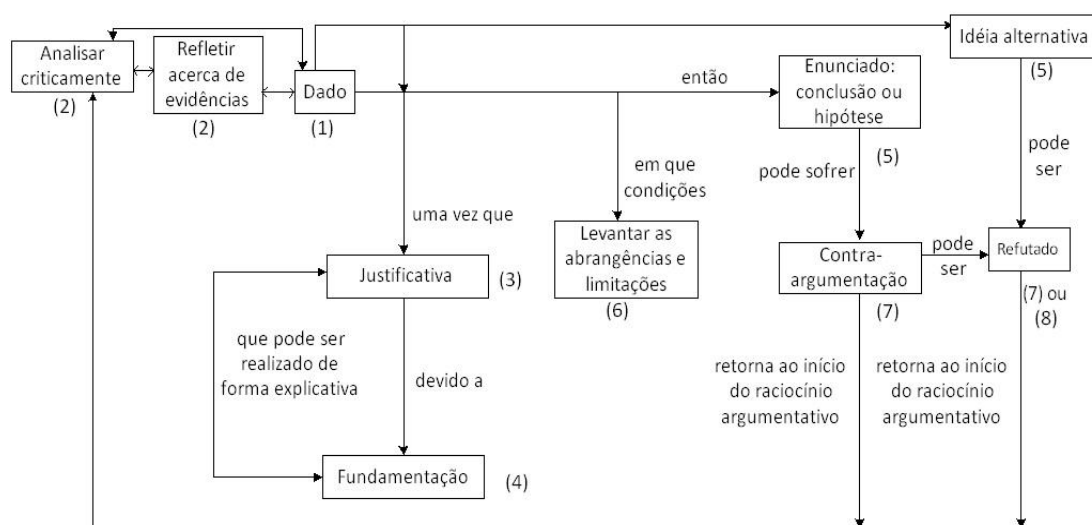 Analisar
criticamente
(2)
Refletir
acerca de
evidências
(2)
Dado
(1)
então
Enunciado:
conclusão ou
hipótese
(5)
Idéia alternativa
(5)
em que
condições
pode sofrer
pode
ser
uma vez que
Levantar as
abrangências e
limitações
(6)
Contra-
argumentação
(7)
pode
ser
Refutado
(7) ou
(8)
Justificativa
(3)
que pode ser
realizado de
forma explicativa
devido a
retorna ao início
do raciocínio
argumentativo
retorna ao início
do raciocínio
argumentativo
Fundamentação
(4)